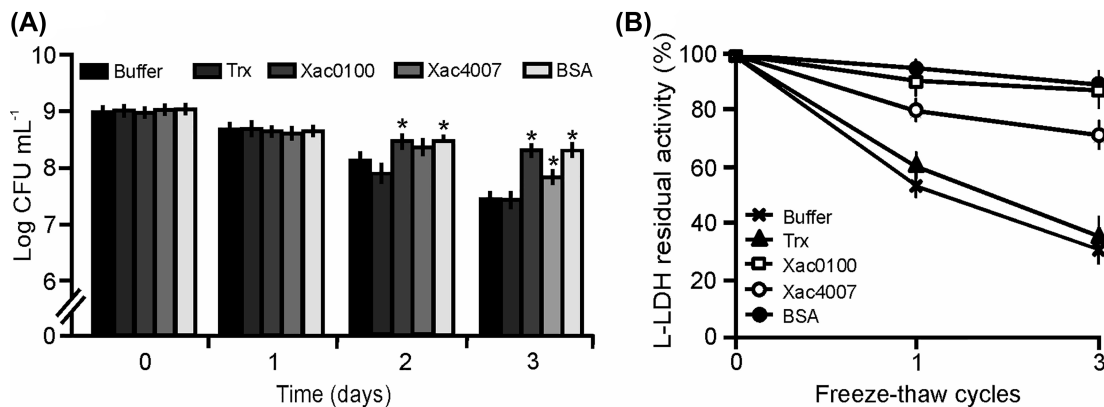 (A)
10
9
8
7
6
0
Log CFU mL⁻¹
Buffer Trx Xac0100 Xac4007 BSA
* *
* * *
0 1 2 3
Time (days)
(B)
100
80
60
40
20
0
L-LDH residual activity (%)
Buffer
Trx
Xac0100
Xac4007
BSA
0 1 3
Freeze-thaw cycles